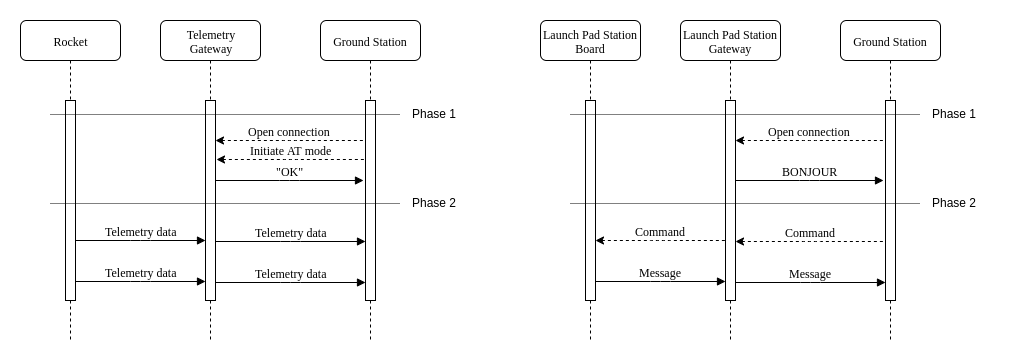 Rocket
Telemetry
Gateway
Ground Station
Phase 1
Open connection
Initiate AT mode
"OK"
Phase 2
Telemetry data
Telemetry data
Telemetry data
Telemetry data
Launch Pad Station
Board
Launch Pad Station
Gateway
Ground Station
Phase 1
Open connection
BONJOUR
Phase 2
Command
Command
Message
Message